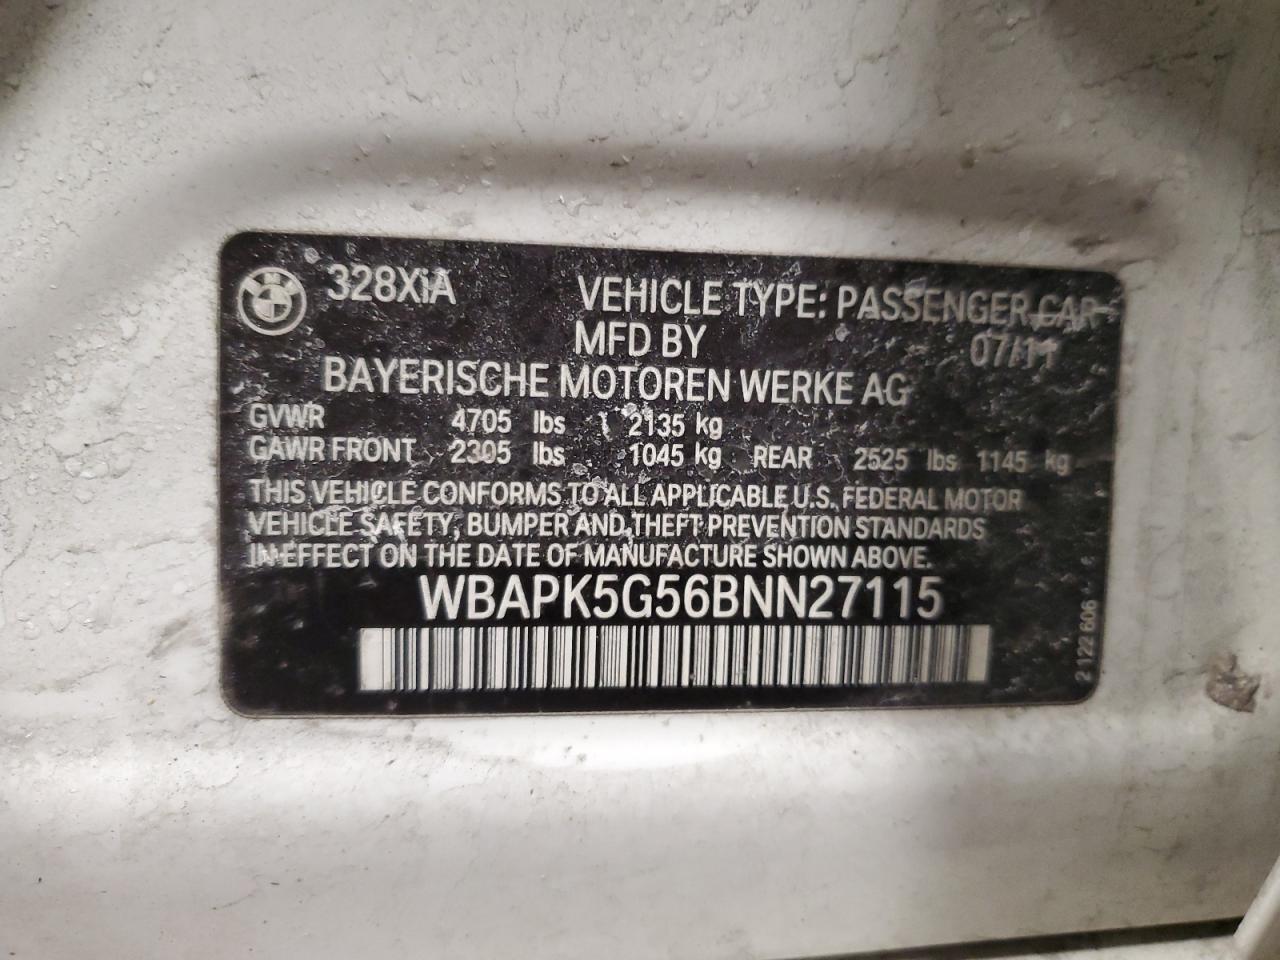 328XiA VEHICLE TYPE: PASSENGER CAR
MFD BY 07/11
BAYERISCHE MOTOREN WERKE AG
GVWR 4705 lbs 2135 kg
GAWR FRONT 2305 lbs 1045 kg REAR 2525 lbs 1145 kg
THIS VEHICLE CONFORMS TO ALL APPLICABLE U.S. FEDERAL MOTOR
VEHICLE SAFETY, BUMPER AND THEFT PREVENTION STANDARDS
IN EFFECT ON THE DATE OF MANUFACTURE SHOWN ABOVE.
WBAPK5G56BNN27115
2 122 606